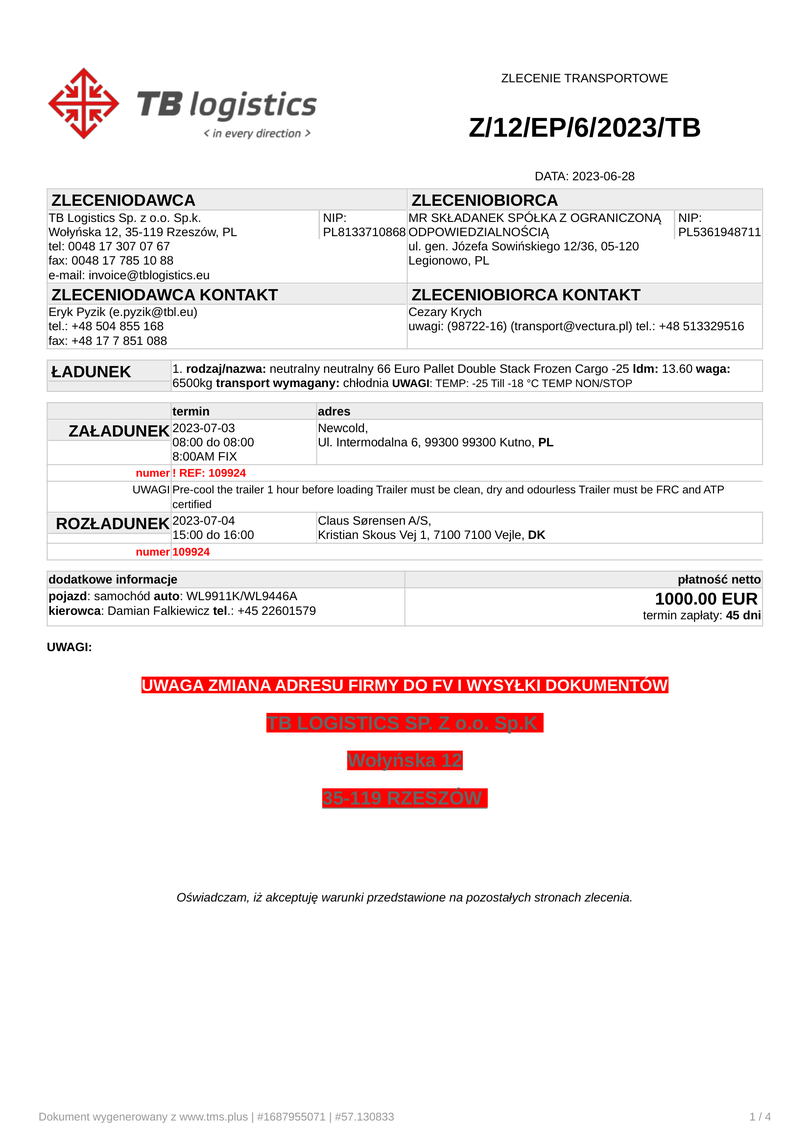 TB logistics
< in every direction >
ZLECENIE TRANSPORTOWE
Z/12/EP/6/2023/TB
DATA: 2023-06-28
ZLECENIODAWCA
TB Logistics Sp. z o.o. Sp.k.
Wołyńska 12, 35-119 Rzeszów, PL
tel: 0048 17 307 07 67
fax: 0048 17 785 10 88
e-mail: invoice@tblogistics.eu
NIP:
PL8133710868
ZLECENIOBIORCA
MR SKŁADANEK SPÓŁKA Z OGRANICZONĄ
ODPOWIEDZIALNOŚCIĄ
ul. gen. Józefa Sowińskiego 12/36, 05-120
Legionowo, PL
NIP:
PL5361948711
ZLECENIODAWCA KONTAKT
Eryk Pyzik (e.pyzik@tbl.eu)
tel.: +48 504 855 168
fax: +48 17 7 851 088
ZLECENIOBIORCA KONTAKT
Cezary Krych
uwagi: (98722-16) (transport@vectura.pl) tel.: +48 513329516
ŁADUNEK
1. rodzaj/nazwa: neutralny neutralny 66 Euro Pallet Double Stack Frozen Cargo -25 ldm: 13.60 waga:
6500kg transport wymagany: chłodnia UWAGI: TEMP: -25 Till -18 °C TEMP NON/STOP
termin adres
ZAŁADUNEK
2023-07-03
08:00 do 08:00
8:00AM FIX
Newcold,
Ul. Intermodalna 6, 99300 99300 Kutno, PL
numer ! REF: 109924
UWAGI Pre-cool the trailer 1 hour before loading Trailer must be clean, dry and odourless Trailer must be FRC and ATP
certified
ROZŁADUNEK
2023-07-04
15:00 do 16:00
Claus Sørensen A/S,
Kristian Skous Vej 1, 7100 7100 Vejle, DK
numer 109924
dodatkowe informacje płatność netto
pojazd: samochód auto: WL9911K/WL9446A
kierowca: Damian Falkiewicz tel.: +45 22601579
1000.00 EUR
termin zapłaty: 45 dni
UWAGI:
UWAGA ZMIANA ADRESU FIRMY DO FV I WYSYŁKI DOKUMENTÓW
TB LOGISTICS SP. Z o.o. Sp.K
Wołyńska 12
35-119 RZESZÓW
Oświadczam, iż akceptuję warunki przedstawione na pozostałych stronach zlecenia.
Dokument wygenerowany z www.tms.plus | #1687955071 | #57.130833
1 / 4